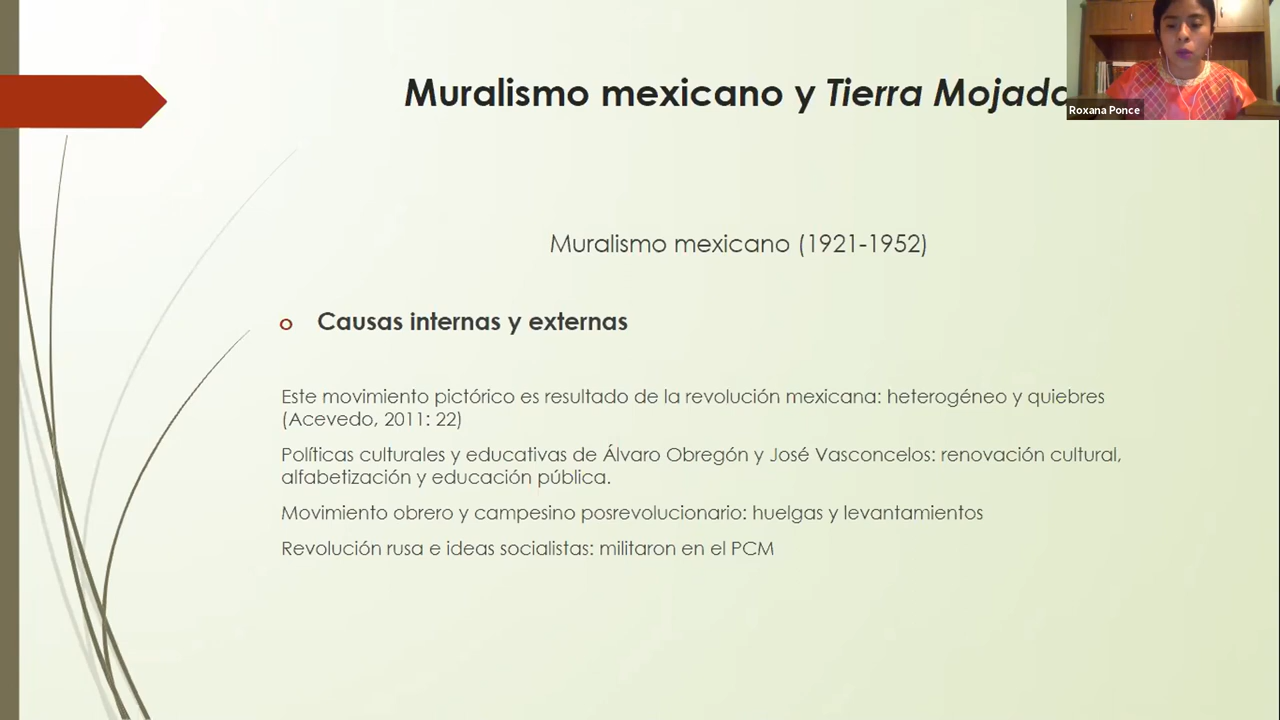 Muralismo mexicano y Tierra Mojada
Roxana Ponce
Muralismo mexicano (1921-1952)
o Causas internas y externas
Este movimiento pictórico es resultado de la revolución mexicana: heterogéneo y quiebres
(Acevedo, 2011: 22)
Políticas culturales y educativas de Álvaro Obregón y José Vasconcelos: renovación cultural,
alfabetización y educación pública.
Movimiento obrero y campesino posrevolucionario: huelgas y levantamientos
Revolución rusa e ideas socialistas: militaron en el PCM